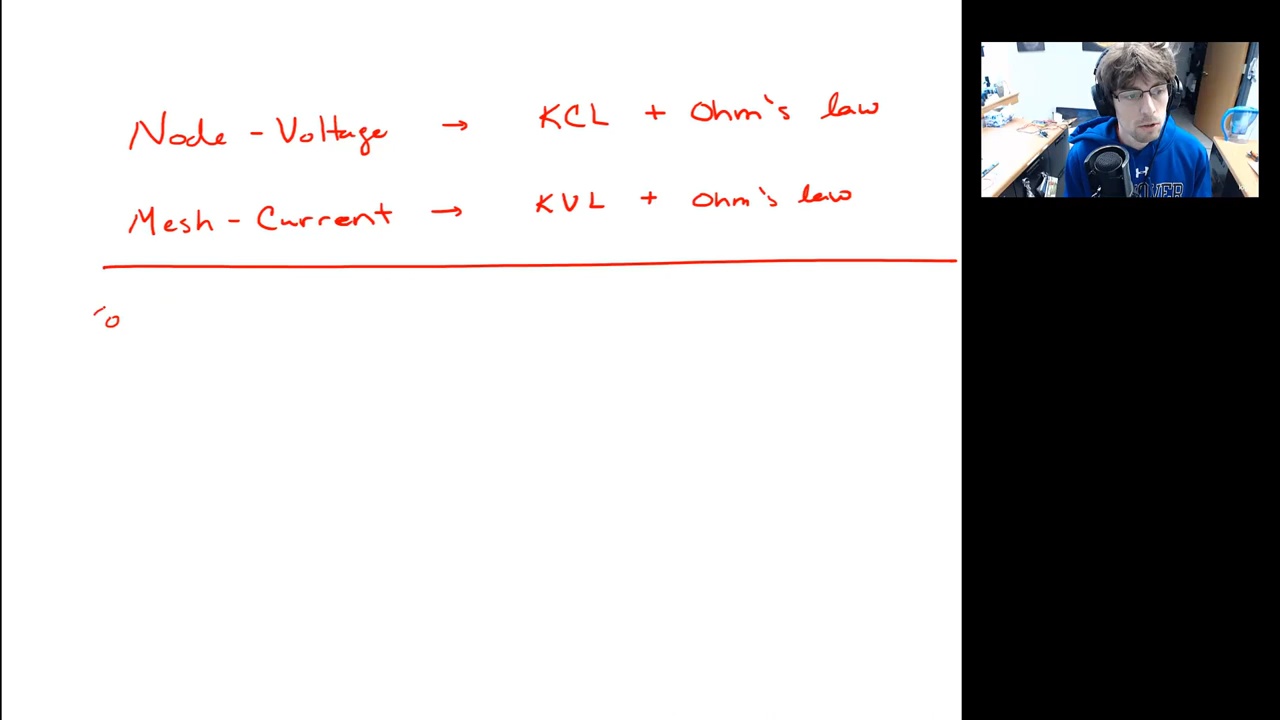 Node - Voltage → KCL + Ohm's law
Mesh - Current → KVL + Ohm's law